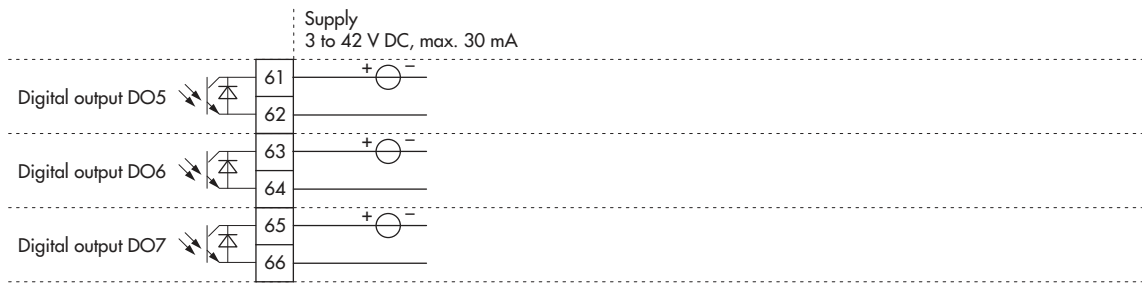 Supply
3 to 42 V DC, max. 30 mA
Digital output DO5
61
+ −
62
Digital output DO6
63
+ −
64
Digital output DO7
65
+ −
66